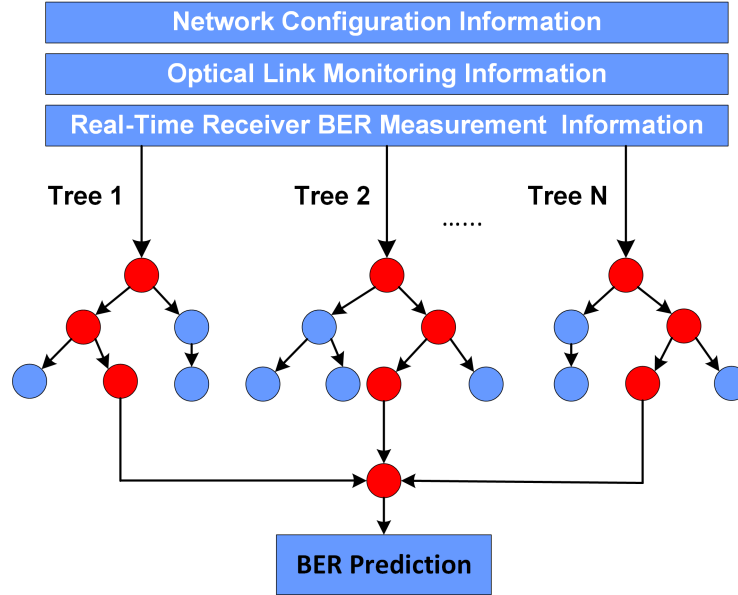 Network Configuration Information
Optical Link Monitoring Information
Real-Time Receiver BER Measurement Information
Tree 1
Tree 2
......
Tree N
BER Prediction